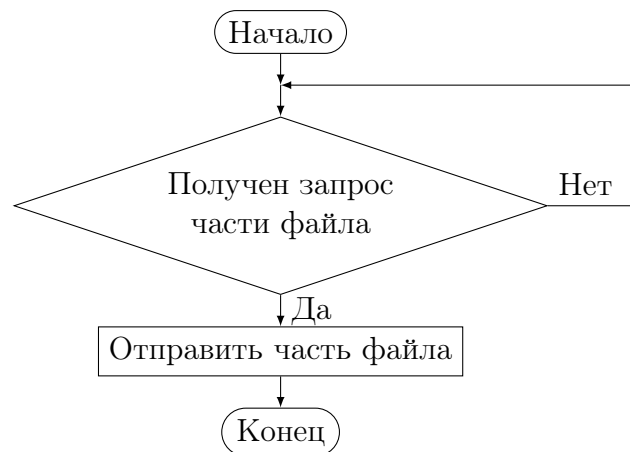 Начало
Получен запрос
части файла
Нет
Да
Отправить часть файла
Конец